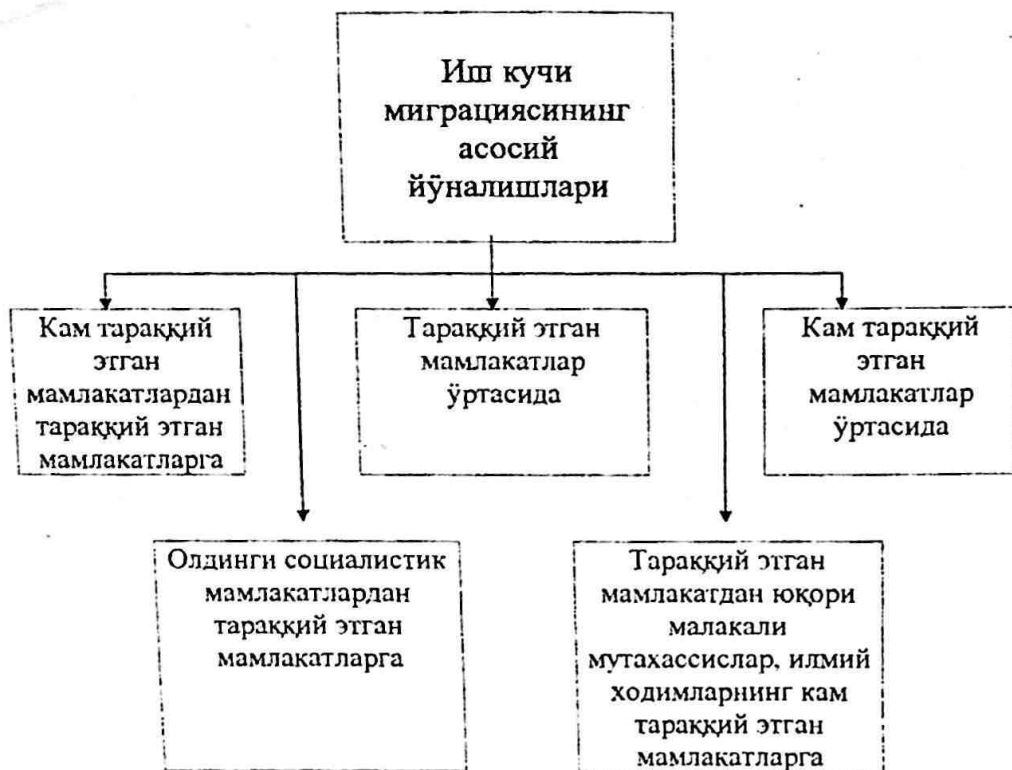 Иш кучи
миграциясининг
асосий
йўналишлари
Кам тараққий
этган
мамлакатлардан
тараққий этган
мамлакатларга
Тараққий этган
мамлакатлар
ўртасида
Кам тараққий
этган
мамлакатлар
ўртасида
Олдинги социалистик
мамлакатлардан
тараққий этган
мамлакатларга
Тараққий этган
мамлакатдан юқори
малакали
мутахассислар, илмий
ходимларнинг кам
тараққий этган
мамлакатларга